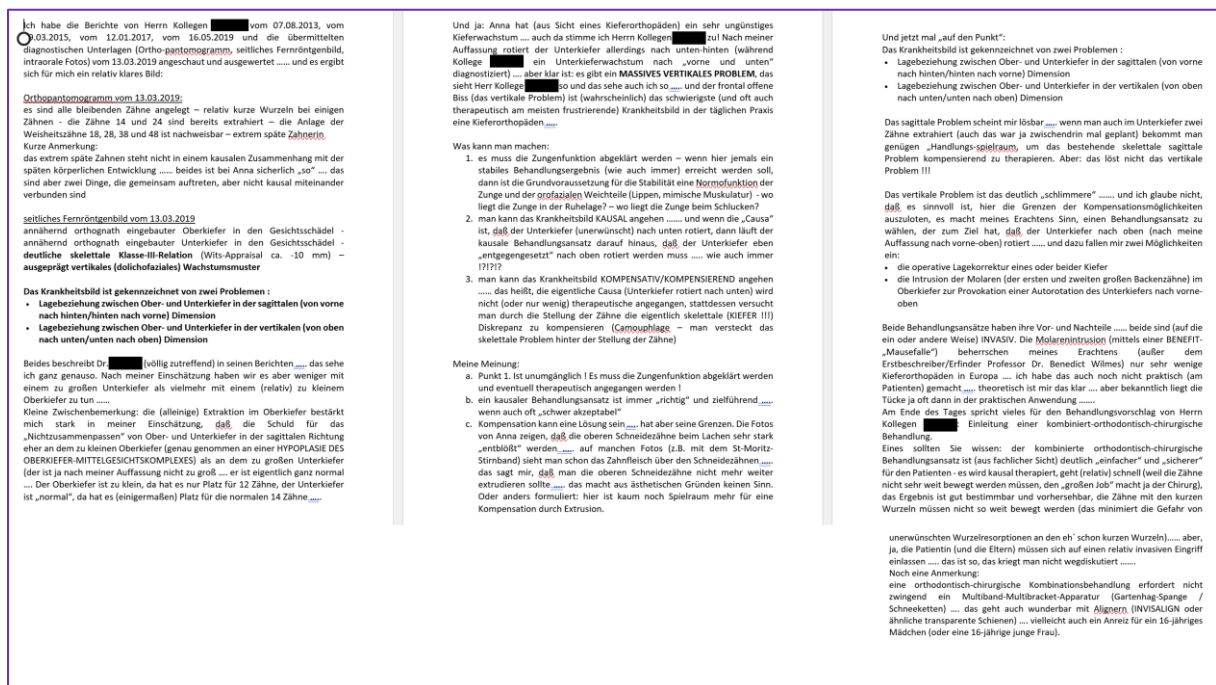 Ich habe die Berichte von Herrn Kollegen vom 07.08.2013, vom
.03.2015, vom 12.01.2017, vom 16.05.2019 und die übermittelten
diagnostischen Unterlagen (Ortho-pantomogramm, seitliches Fernröntgenbild,
intraorale Fotos) vom 13.03.2019 angeschaut und ausgewertet ...... und es ergibt
sich für mich ein relativ klares Bild:
Orthopantomogramm vom 13.03.2019:
es sind alle bleibenden Zähne angelegt – relativ kurze Wurzeln bei einigen
Zähnen - die Zähne 14 und 24 sind bereits extrahiert – die Anlage der
Weisheitszähne 18, 28, 38 und 48 ist nachweisbar – extrem späte Zahnerin
Kurze Anmerkung:
das extrem späte Zahnen steht nicht in einem kausalen Zusammenhang mit der
späten körperlichen Entwicklung ...... beides ist bei Anna sicherlich „so“ .... das
sind aber zwei Dinge, die gemeinsam auftreten, aber nicht kausal miteinander
verbunden sind
seitliches Fernröntgenbild vom 13.03.2019
annähernd orthognath eingebauter Oberkiefer in den Gesichtsschädel -
annähernd orthognath eingebauter Unterkiefer in den Gesichtsschädel -
deutliche skelettale Klasse-III-Relation (Wits-Appraisal ca. -10 mm) –
ausgeprägt vertikales (dolichofaziales) Wachstumsmuster
Das Krankheitsbild ist gekennzeichnet von zwei Problemen :
• Lagebeziehung zwischen Ober- und Unterkiefer in der sagittalen (von vorne
nach hinten/hinten nach vorne) Dimension
• Lagebeziehung zwischen Ober- und Unterkiefer in der vertikalen (von oben
nach unten/unten nach oben) Dimension
Beides beschreibt Dr. (völlig zutreffend) in seinen Berichten ..... das sehe
ich ganz genauso. Nach meiner Einschätzung haben wir es aber weniger mit
einem zu großen Unterkiefer als vielmehr mit einem (relativ) zu kleinem
Oberkiefer zu tun ......
Kleine Zwischenbemerkung: die (alleinige) Extraktion im Oberkiefer bestärkt
mich stark in meiner Einschätzung, daß die Schuld für das
„Nichtzusammenpassen“ von Ober- und Unterkiefer in der sagittalen Richtung
eher an dem zu kleinen Oberkiefer (genau genommen an einer HYPOPLASIE DES
OBERKIEFER-MITTELGESICHTSKOMPLEXES) als an dem zu großen Unterkiefer
(der ist ja nach meiner Auffassung nicht zu groß .... er ist eigentlich ganz normal
.... Der Oberkiefer ist zu klein, da hat es nur Platz für 12 Zähne, der Unterkiefer
ist „normal“, da hat es (einigermaßen) Platz für die normalen 14 Zähne .....
Und ja: Anna hat (aus Sicht eines Kieferorthopäden) ein sehr ungünstiges
Kieferwachstum .... auch da stimme ich Herrn Kollegen zu! Nach meiner
Auffassung rotiert der Unterkiefer allerdings nach unten-hinten (während
Kollege ein Unterkieferwachstum nach „vorne und unten“
diagnostiziert) .... aber klar ist: es gibt ein MASSIVES VERTIKALES PROBLEM, das
sieht Herr Kollege so und das sehe auch ich so ..... und der frontal offene
Biss (das vertikale Problem) ist (wahrscheinlich) das schwierigste (und oft auch
therapeutisch am meisten frustrierende) Krankheitsbild in der täglichen Praxis
eine Kieferorthopäden .....
Was kann man machen:
1. es muss die Zungenfunktion abgeklärt werden – wenn hier jemals ein
stabiles Behandlungsergebnis (wie auch immer) erreicht werden soll,
dann ist die Grundvoraussetzung für die Stabilität eine Normofunktion der
Zunge und der orofazialen Weichteile (Lippen, mimische Muskulatur) - wo
liegt die Zunge in der Ruhelage? – wo liegt die Zunge beim Schlucken?
2. man kann das Krankheitsbild KAUSAL angehen ....... und wenn die „Causa“
ist, daß der Unterkiefer (unerwünscht) nach unten rotiert, dann läuft der
kausale Behandlungsansatz darauf hinaus, daß der Unterkiefer eben
„entgegengesetzt“ nach oben rotiert werden muss ..... wie auch immer
!?!?!?
3. man kann das Krankheitsbild KOMPENSATIV/KOMPENSIEREND angehen
...... das heißt, die eigentliche Causa (Unterkiefer rotiert nach unten) wird
nicht (oder nur wenig) therapeutische angegangen, stattdessen versucht
man durch die Stellung der Zähne die eigentlich skelettale (KIEFER !!!)
Diskrepanz zu kompensieren (Camouphlage – man versteckt das
skelettale Problem hinter der Stellung der Zähne)
Meine Meinung:
a. Punkt 1. Ist unumgänglich ! Es muss die Zungenfunktion abgeklärt werden
und eventuell therapeutisch angegangen werden !
b. ein kausaler Behandlungsansatz ist immer „richtig“ und zielführend .....
wenn auch oft „schwer akzeptabel“
c. Kompensation kann eine Lösung sein ..... hat aber seine Grenzen. Die Fotos
von Anna zeigen, daß die oberen Schneidezähne beim Lachen sehr stark
„entblößt“ werden ..... auf manchen Fotos (z.B. mit dem St-Moritz-
Stirnband) sieht man schon das Zahnfleisch über den Schneidezähnen .....
das sagt mir, daß man die oberen Schneidezähne nicht mehr weiter
extrudieren sollte ..... das macht aus ästhetischen Gründen keinen Sinn.
Oder anders formuliert: hier ist kaum noch Spielraum mehr für eine
Kompensation durch Extrusion.
Und jetzt mal „auf den Punkt“:
Das Krankheitsbild ist gekennzeichnet von zwei Problemen :
• Lagebeziehung zwischen Ober- und Unterkiefer in der sagittalen (von vorne
nach hinten/hinten nach vorne) Dimension
• Lagebeziehung zwischen Ober- und Unterkiefer in der vertikalen (von oben
nach unten/unten nach oben) Dimension
Das sagittale Problem scheint mir lösbar ..... wenn man auch im Unterkiefer zwei
Zähne extrahiert (auch das war ja zwischendrin mal geplant) bekommt man
genügen „Handlungs-spielraum, um das bestehende skelettale sagittale
Problem kompensierend zu therapieren. Aber: das löst nicht das vertikale
Problem !!!
Das vertikale Problem ist das deutlich „schlimmere“ ...... und ich glaube nicht,
daß es sinnvoll ist, hier die Grenzen der Kompensationsmöglichkeiten
auszuloten, es macht meines Erachtens Sinn, einen Behandlungsansatz zu
wählen, der zum Ziel hat, daß der Unterkiefer nach oben (nach meine
Auffassung nach vorne-oben) rotiert ...... und dazu fallen mir zwei Möglichkeiten
ein:
• die operative Lagekorrektur eines oder beider Kiefer
• die Intrusion der Molaren (der ersten und zweiten großen Backenzähne) im
Oberkiefer zur Provokation einer Autorotation des Unterkiefers nach vorne-
oben
Beide Behandlungsansätze haben ihre Vor- und Nachteile ...... beide sind (auf die
ein oder andere Weise) INVASIV. Die Molarenintrusion (mittels einer BENEFIT-
„Mausefalle“) beherrschen meines Erachtens (außer dem
Erstbeschreiber/Erfinder Professor Dr. Benedict Wilmes) nur sehr wenige
Kieferorthopäden in Europa .... ich habe das auch noch nicht praktisch (am
Patienten) gemacht ..... theoretisch ist mir das klar .... aber bekanntlich liegt die
Tücke ja oft dann in der praktischen Anwendung .......
Am Ende des Tages spricht vieles für den Behandlungsvorschlag von Herrn
Kollegen : Einleitung einer kombiniert-orthodontisch-chirurgische
Behandlung.
Eines sollten Sie wissen: der kombinierte orthodontisch-chirurgische
Behandlungsansatz ist (aus fachlicher Sicht) deutlich „einfacher“ und „sicherer“
für den Patienten - es wird kausal therapiert, geht (relativ) schnell (weil die Zähne
nicht sehr weit bewegt werden müssen, den „großen Job“ macht ja der Chirurg),
das Ergebnis ist gut bestimmbar und vorhersehbar, die Zähne mit den kurzen
Wurzeln müssen nicht so weit bewegt werden (das minimiert die Gefahr von
unerwünschten Wurzelresorptionen an den eh` schon kurzen Wurzeln)...... aber,
ja, die Patientin (und die Eltern) müssen sich auf einen relativ invasiven Eingriff
einlassen ..... das ist so, das kriegt man nicht wegdiskutiert .......
Noch eine Anmerkung:
eine orthodontisch-chirurgische Kombinationsbehandlung erfordert nicht
zwingend ein Multiband-Multibracket-Apparatur (Gartenhag-Spange /
Schneeketten) .... das geht auch wunderbar mit Alignern (INVISALIGN oder
ähnliche transparente Schienen) .... vielleicht auch ein Anreiz für ein 16-jähriges
Mädchen (oder eine 16-jährige junge Frau).